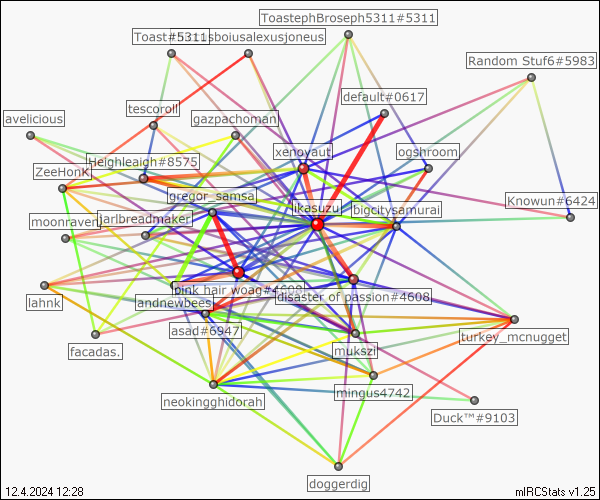 ToastephBroseph5311#5311
Toast#5311sboiusalexusjoneus
Random Stuf6#5983
default#0617
tescoroll
avelicious
gazpachoman
xenoyaut
ogshroom
Heighleaigh#8575
ZeeHonK
gregor_samsa
Knowun#6424
ikasuzu
bigcitysamurai
moonraven
jarlbreadmaker
pink hair woag#4608
disaster of passion#4608
lahnk
andnewbees
asad#6947
turkey_mcnugget
facadas.
mukszi
mingus4742
neokingghidorah
Duck™#9103
doggerdig
12.4.2024 12:28
mIRCStats v1.25